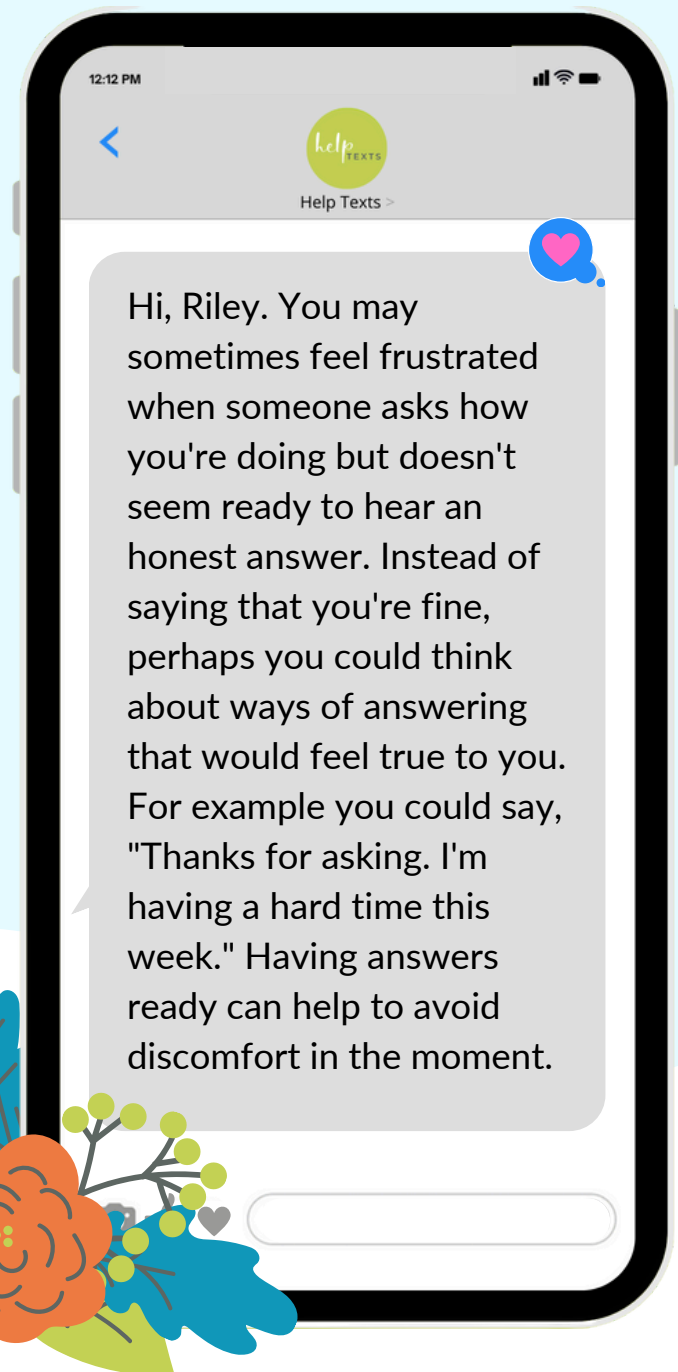 12:12 PM
help
TEXTS
Help Texts >
Hi, Riley. You may
sometimes feel frustrated
when someone asks how
you're doing but doesn't
seem ready to hear an
honest answer. Instead of
saying that you're fine,
perhaps you could think
about ways of answering
that would feel true to you.
For example you could say,
"Thanks for asking. I'm
having a hard time this
week." Having answers
ready can help to avoid
discomfort in the moment.